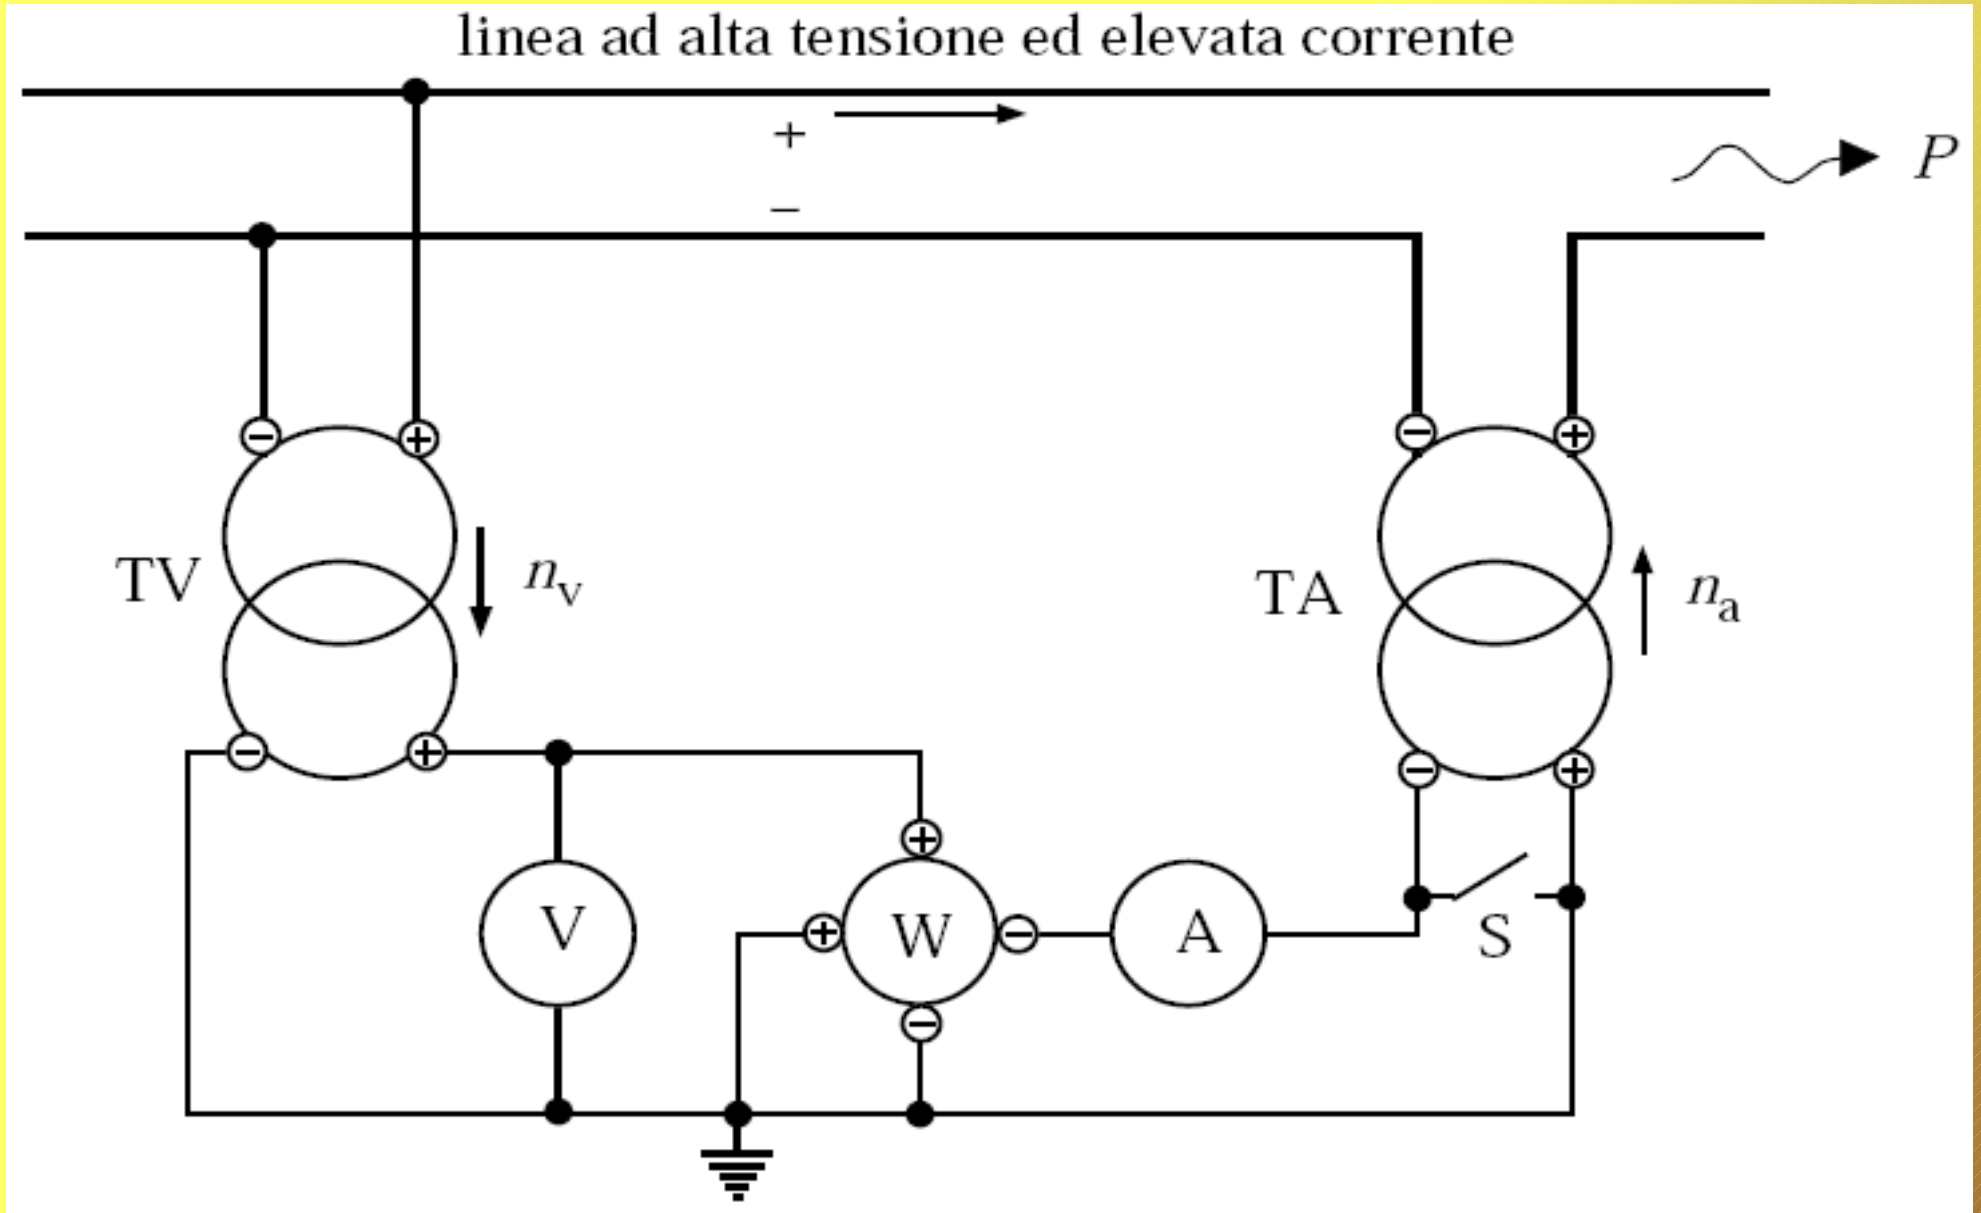 linea ad alta tensione ed elevata corrente
+
−
P
− +
− +
TV
n_v
TA
n_a
− +
− +
+
V
+ W −
A
S
−